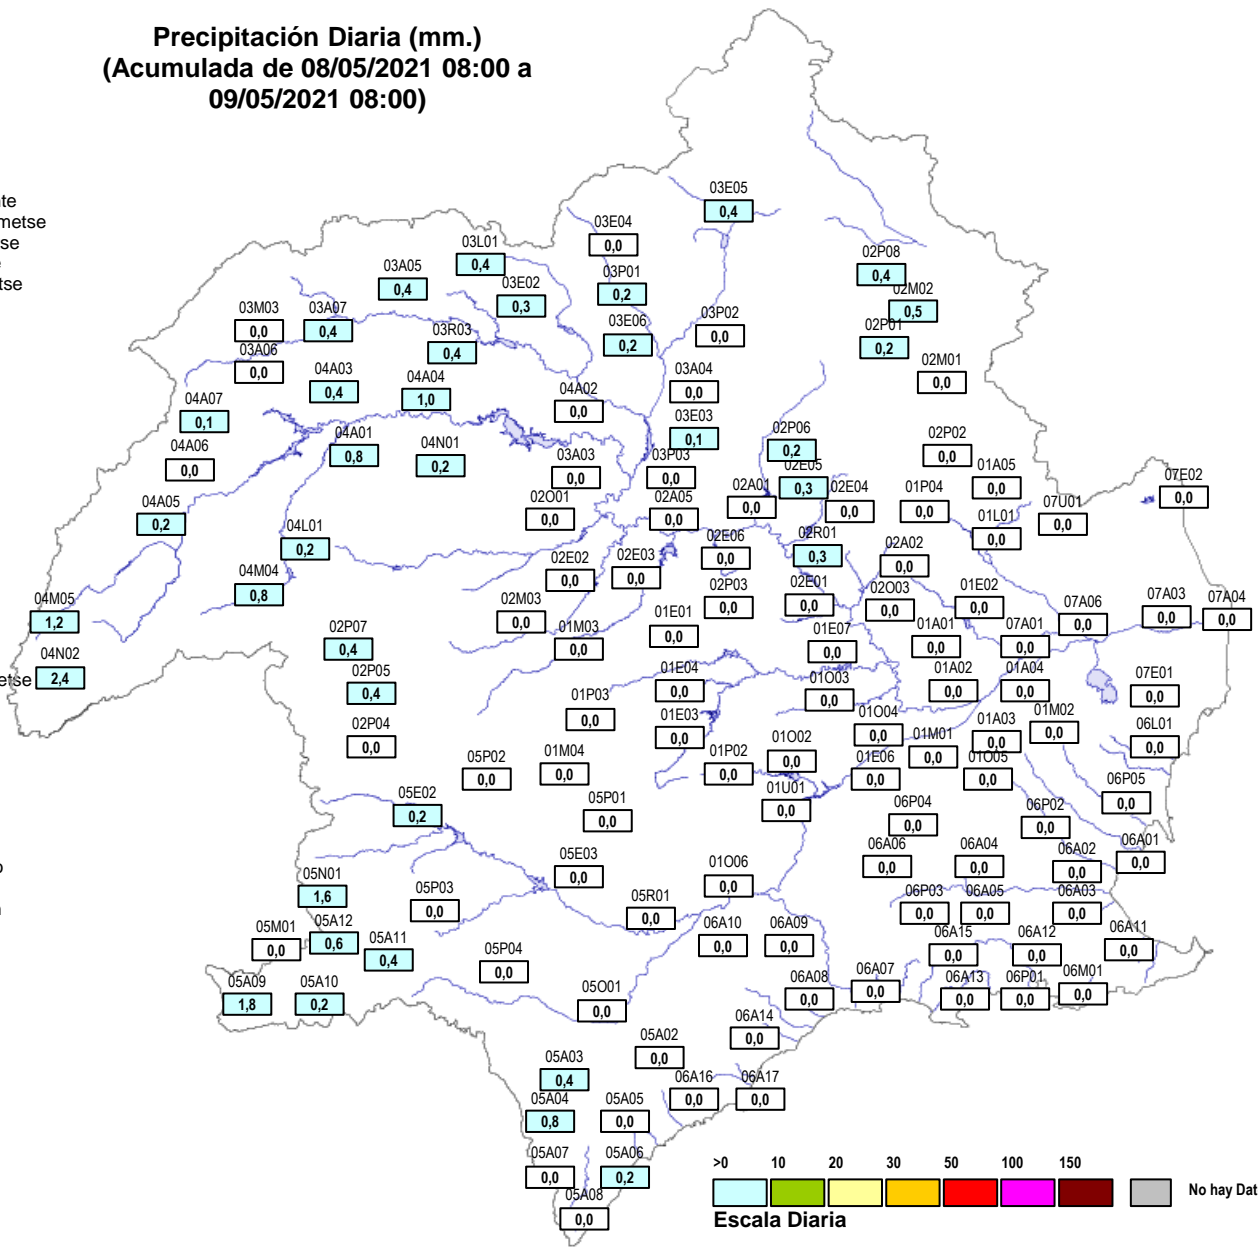 Precipitación Diaria (mm.)
(Acumulada de 08/05/2021 08:00 a
09/05/2021 08:00)
te
metse
se
tse
03E05
0,4
03E04
0,0
03L01
0,4
02P08
0,4
03A05
0,4
03E02
0,3
03P01
0,2
02M02
0,5
03M03
0,0
03A07
0,4
03R03
0,4
03E06
0,2
03P02
0,0
02P01
0,2
03A06
0,0
04A03
0,4
04A04
1,0
04A02
0,0
03A04
0,0
02M01
0,0
04A07
0,1
03E03
0,1
04A01
0,8
04N01
0,2
02P06
0,2
02P02
0,0
04A06
0,0
03A03
0,0
03P03
0,0
02E05
0,3
01A05
0,0
07E02
0,0
04A05
0,2
02O01
0,0
02A05
0,0
02A01
0,0
02E04
0,0
01P04
0,0
07U01
0,0
04L01
0,2
01L01
0,0
02E06
0,0
02R01
0,3
02A02
0,0
04M04
0,8
02E02
0,0
02E03
0,0
04M05
1,2
02M03
0,0
02P03
0,0
02E01
0,0
02O03
0,0
01E02
0,0
07A06
0,0
07A03
0,0
07A04
0,0
02P07
0,4
01M03
0,0
01E01
0,0
01E07
0,0
01A01
0,0
07A01
0,0
etse
04N02
2,4
02P05
0,4
01E04
0,0
01O03
0,0
01A02
0,0
01A04
0,0
07E01
0,0
01P03
0,0
02P04
0,0
01E03
0,0
01O04
0,0
01A03
0,0
01M02
0,0
06L01
0,0
05P02
0,0
01M04
0,0
01P02
0,0
01O02
0,0
01M01
0,0
01E06
0,0
01O05
0,0
05E02
0,2
05P01
0,0
01U01
0,0
06P04
0,0
06P02
0,0
06P05
0,0
05E03
0,0
01O06
0,0
06A06
0,0
06A04
0,0
06A02
0,0
06A01
0,0
05N01
1,6
05P03
0,0
05R01
0,0
06P03
0,0
06A05
0,0
06A03
0,0
05M01
0,0
05A12
0,6
05A11
0,4
05P04
0,0
06A10
0,0
06A09
0,0
06A15
0,0
06A12
0,0
06A11
0,0
05A09
1,8
05A10
0,2
05O01
0,0
06A08
0,0
06A07
0,0
06A13
0,0
06P01
0,0
06M01
0,0
05A02
0,0
06A14
0,0
05A03
0,4
06A16
0,0
06A17
0,0
05A04
0,8
05A05
0,0
05A07
0,0
05A06
0,2
05A08
0,0
>0 10 20 30 50 100 150
No hay Dat
Escala Diaria